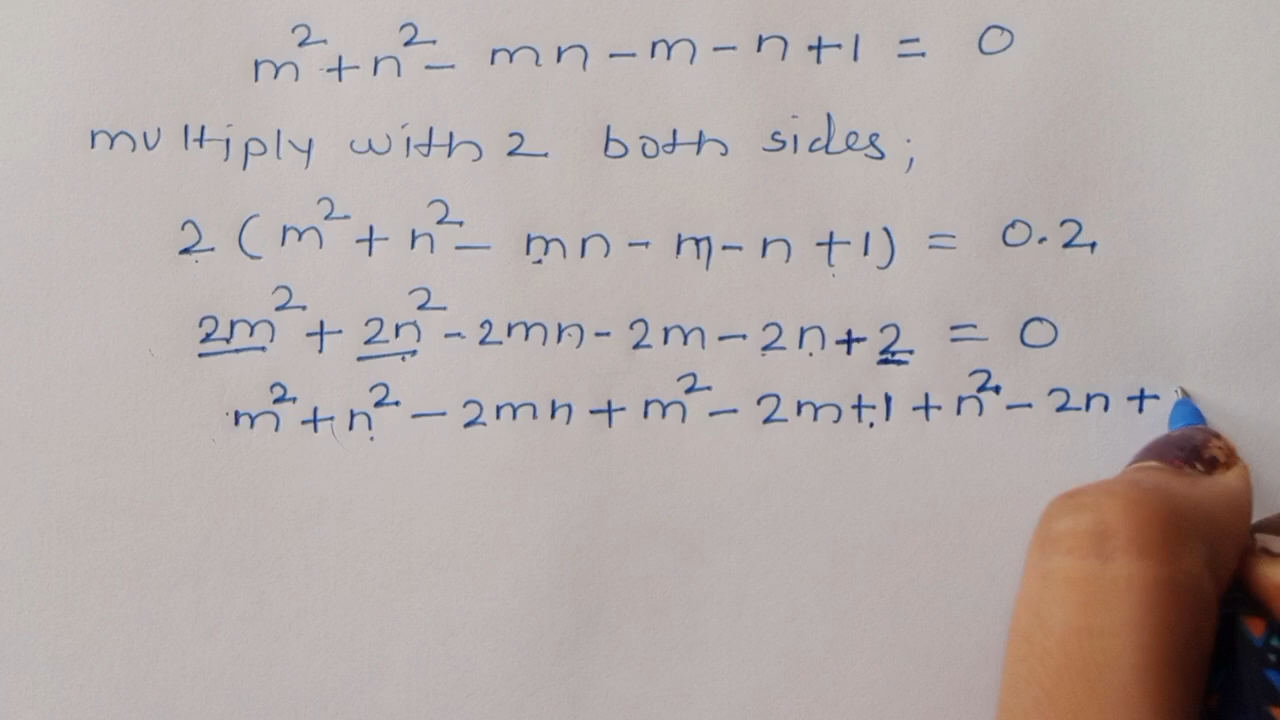 m² + n² - mn - m - n + 1 = 0
multiply with 2 both sides;
2 (m² + n² - mn - m - n + 1) = 0.2
2m² + 2n² - 2mn - 2m - 2n + 2 = 0
m² + n² - 2mn + m² - 2m + 1 + n² - 2n +